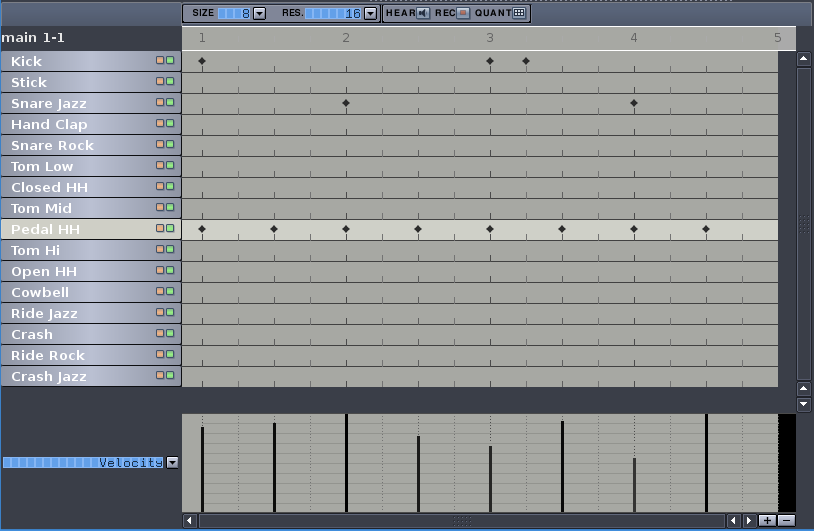 SIZE 8 RES. 16 HEAR REC QUANT
main 1-1 1 2 3 4 5
Kick
Stick
Snare Jazz
Hand Clap
Snare Rock
Tom Low
Closed HH
Tom Mid
Pedal HH
Tom Hi
Open HH
Cowbell
Ride Jazz
Crash
Ride Rock
Crash Jazz
Velocity